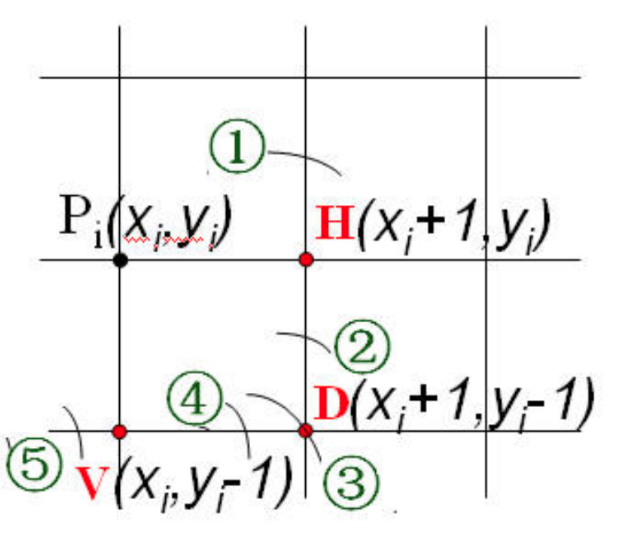 ①
Pᵢ(xᵢ,yᵢ) H(xᵢ+1,yᵢ)
②
④ D(xᵢ+1,yᵢ-1)
⑤ V(xᵢ,yᵢ-1) ③